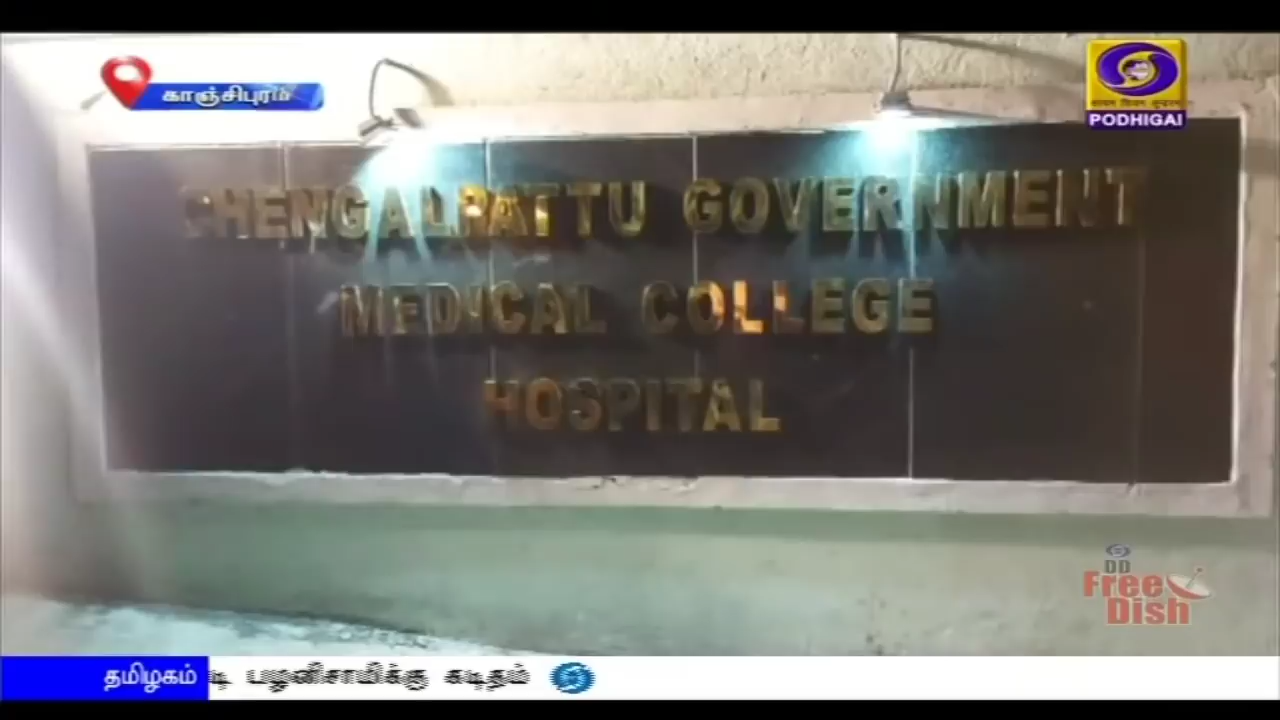 காஞ்சிபுரம்
PODHIGAI
CHENGALPATTU GOVERNMENT
MEDICAL COLLEGE
HOSPITAL
DD
Free
Dish
தமிழகம்
டி பழனிசாமிக்கு கடிதம்